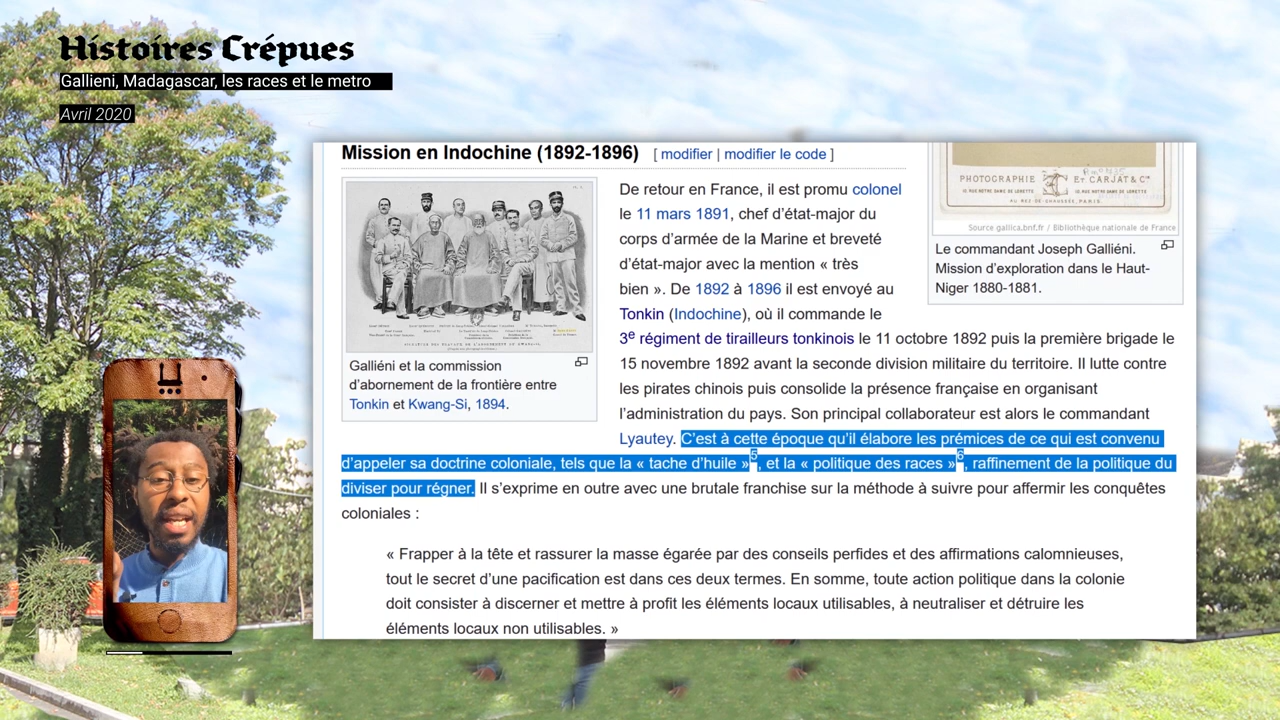 Histoires Crépues
Gallieni, Madagascar, les races et le metro
Avril 2020
Mission en Indochine (1892-1896) [ modifier | modifier le code ]
De retour en France, il est promu colonel
le 11 mars 1891, chef d’état-major du
corps d’armée de la Marine et breveté
d’état-major avec la mention « très
bien ». De 1892 à 1896 il est envoyé au
Tonkin (Indochine), où il commande le
3e régiment de tirailleurs tonkinois le 11 octobre 1892 puis la première brigade le
15 novembre 1892 avant la seconde division militaire du territoire. Il lutte contre
les pirates chinois puis consolide la présence française en organisant
l’administration du pays. Son principal collaborateur est alors le commandant
Lyautey. C’est à cette époque qu’il élabore les prémices de ce qui est convenu
d’appeler sa doctrine coloniale, tels que la « tache d’huile »5, et la « politique des races »6, raffinement de la politique du
diviser pour régner. Il s’exprime en outre avec une brutale franchise sur la méthode à suivre pour affermir les conquêtes
coloniales :
« Frapper à la tête et rassurer la masse égarée par des conseils perfides et des affirmations calomnieuses,
tout le secret d’une pacification est dans ces deux termes. En somme, toute action politique dans la colonie
doit consister à discerner et mettre à profit les éléments locaux utilisables, à neutraliser et détruire les
éléments locaux non utilisables. »
Galliéni et la commission
d’abornement de la frontière entre
Tonkin et Kwang-Si, 1894.
PHOTOGRAPHIE ET CARJAT & Cie
10, RUE NOTRE DAME DE LORETTE
AU REZ-DE-CHAUSSÉE, PARIS
Source gallica.bnf.fr / Bibliothèque nationale de France
Le commandant Joseph Galliéni.
Mission d’exploration dans le Haut-
Niger 1880-1881.